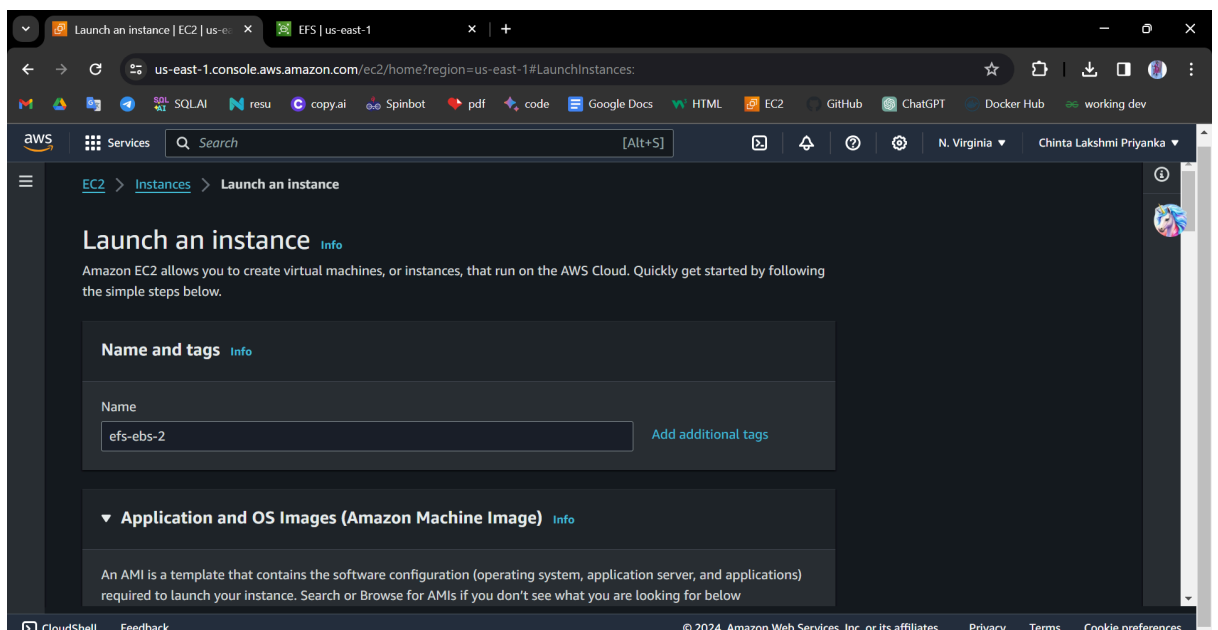 Launch an instance | EC2 | us-ea
EFS | us-east-1
us-east-1.console.aws.amazon.com/ec2/home?region=us-east-1#LaunchInstances:
SQL AI SQLAI resu C copy.ai Spinbot pdf code Google Docs W³ HTML EC2 GitHub ChatGPT Docker Hub working dev
aws Services Search [Alt+S] N. Virginia ▼ Chinta Lakshmi Priyanka ▼
EC2 > Instances > Launch an instance
Launch an instance Info
Amazon EC2 allows you to create virtual machines, or instances, that run on the AWS Cloud. Quickly get started by following
the simple steps below.
Name and tags Info
Name
efs-ebs-2 Add additional tags
▼ Application and OS Images (Amazon Machine Image) Info
An AMI is a template that contains the software configuration (operating system, application server, and applications)
required to launch your instance. Search or Browse for AMIs if you don't see what you are looking for below
CloudShell Feedback © 2024, Amazon Web Services, Inc. or its affiliates. Privacy Terms Cookie preferences